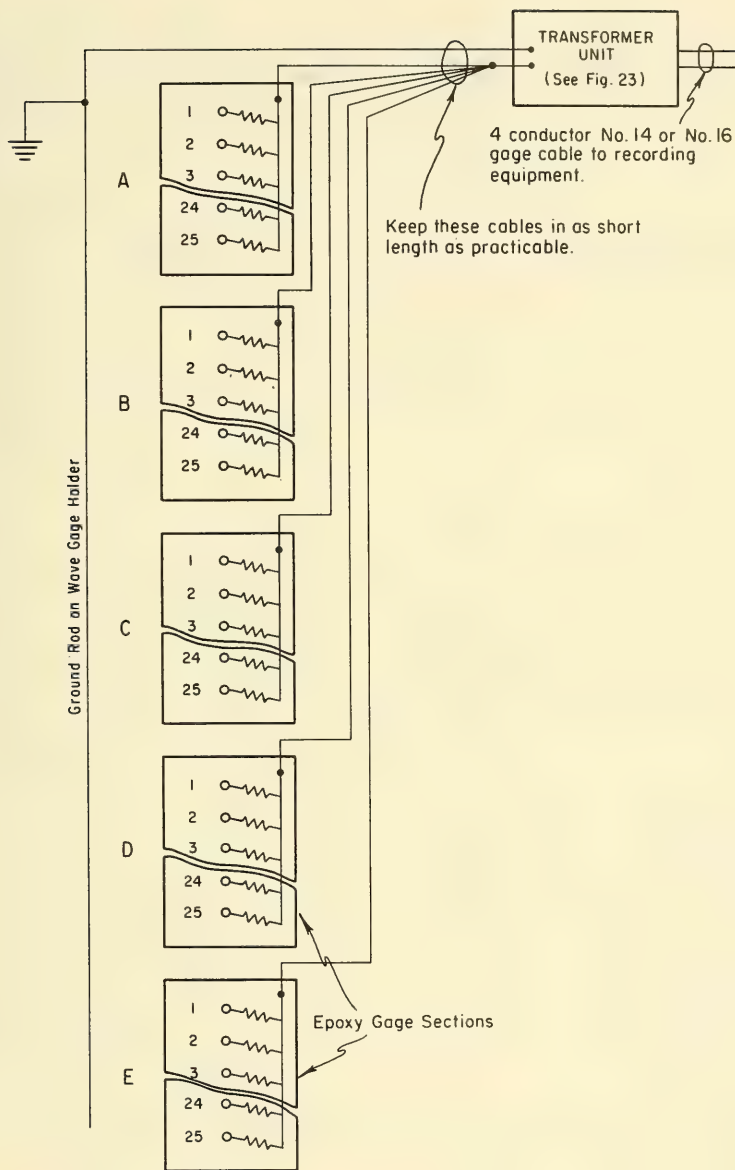 TRANSFORMER
UNIT
(See Fig. 23)
4 conductor No. 14 or No. 16
gage cable to recording
equipment.
Keep these cables in as short
length as practicable.
Ground Rod on Wave Gage Holder
A
1
2
3
24
25
B
1
2
3
24
25
C
1
2
3
24
25
D
1
2
3
24
25
Epoxy Gage Sections
E
1
2
3
24
25